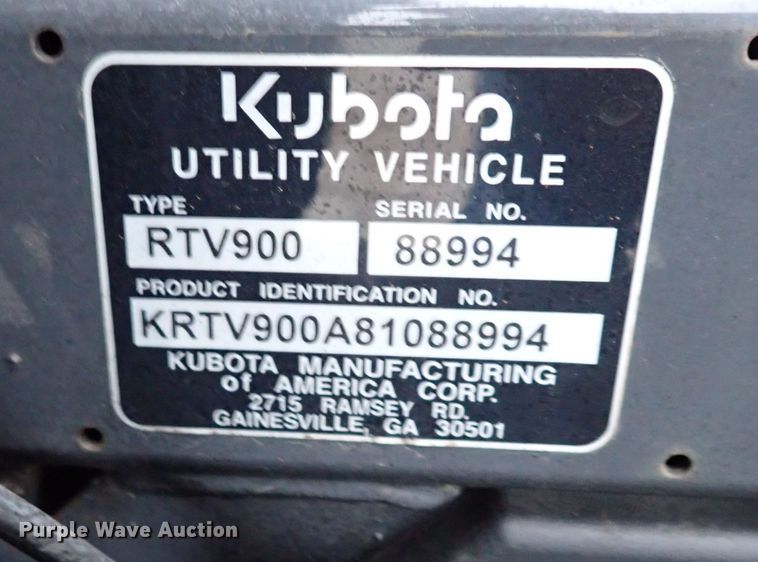 Kubota
UTILITY VEHICLE
TYPE SERIAL NO.
RTV900 88994
PRODUCT IDENTIFICATION NO.
KRTV900A81088994
KUBOTA MANUFACTURING
of AMERICA CORP.
2715 RAMSEY RD.
GAINESVILLE, GA 30501
Purple Wave Auction